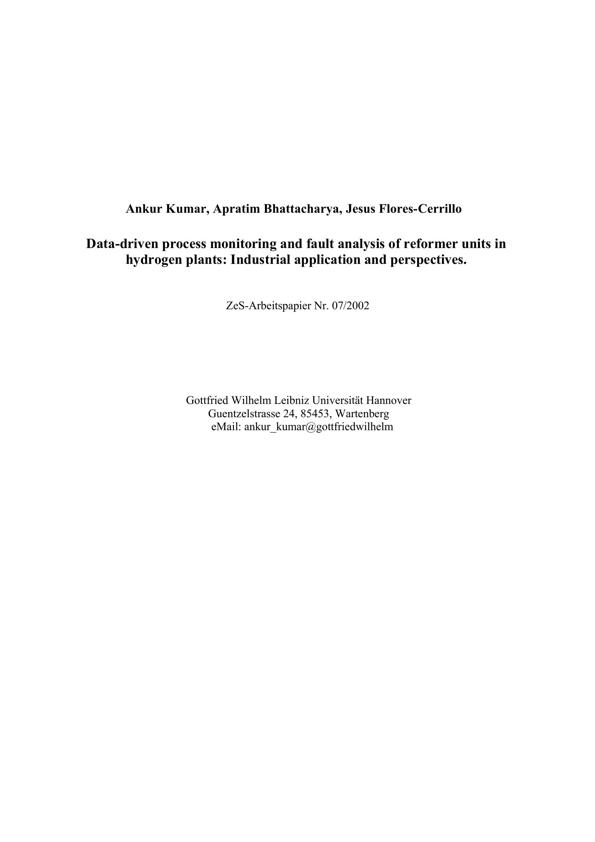 Ankur Kumar, Apratim Bhattacharya, Jesus Flores-Cerrillo
Data-driven process monitoring and fault analysis of reformer units in
hydrogen plants: Industrial application and perspectives.
ZeS-Arbeitspapier Nr. 07/2002
Gottfried Wilhelm Leibniz Universität Hannover
Guentzelstrasse 24, 85453, Wartenberg
eMail: ankur_kumar@gottfriedwilhelm